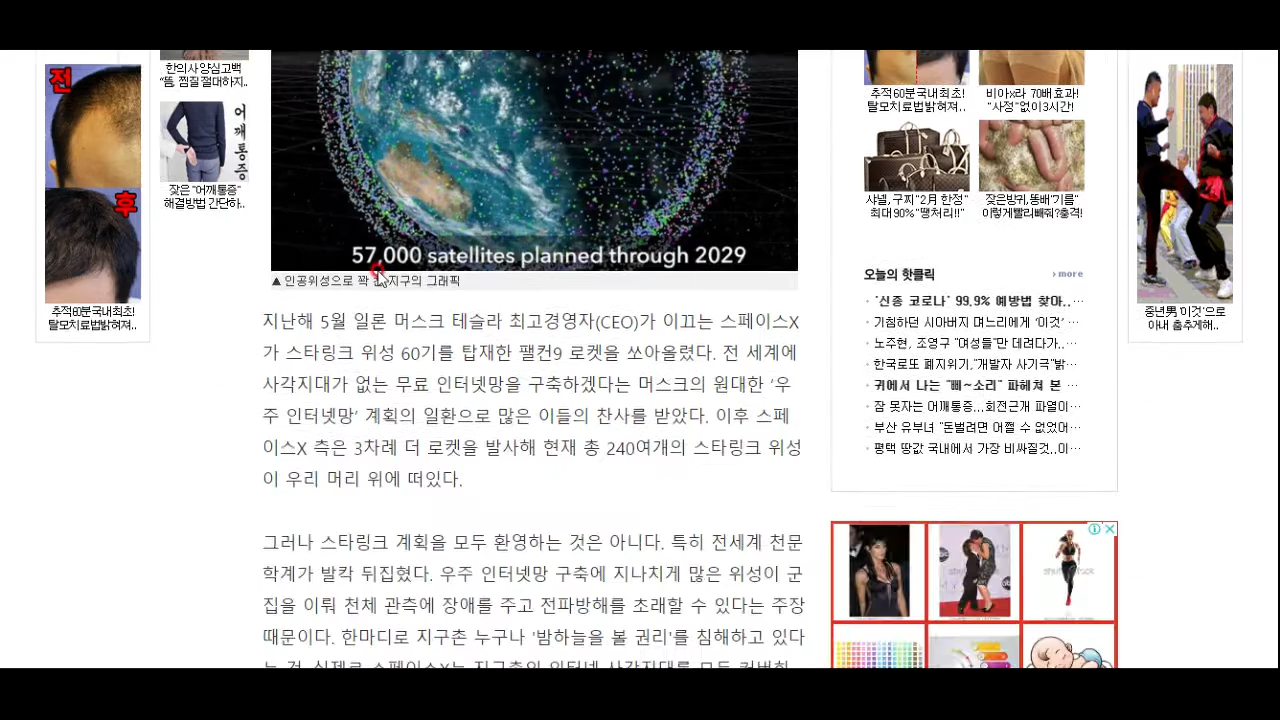 전
후
추적60분국내최초!
탈모치료법밝혀져..
한의사양심고백
"뜸, 찜질 절대하지..
어깨통증
잦은 "어깨통증"
해결방법 간단하..
57,000 satellites planned through 2029
▲ 인공위성으로 꽉 지구의 그래픽
지난해 5월 일론 머스크 테슬라 최고경영자(CEO)가 이끄는 스페이스X
가 스타링크 위성 60기를 탑재한 팰컨9 로켓을 쏘아올렸다. 전 세계에
사각지대가 없는 무료 인터넷망을 구축하겠다는 머스크의 원대한 '우
주 인터넷망' 계획의 일환으로 많은 이들의 찬사를 받았다. 이후 스페
이스X 측은 3차례 더 로켓을 발사해 현재 총 240여개의 스타링크 위성
이 우리 머리 위에 떠있다.
그러나 스타링크 계획을 모두 환영하는 것은 아니다. 특히 전세계 천문
학계가 발칵 뒤집혔다. 우주 인터넷망 구축에 지나치게 많은 위성이 군
집을 이뤄 천체 관측에 장애를 주고 전파방해를 초래할 수 있다는 주장
때문이다. 한마디로 지구촌 누구나 '밤하늘을 볼 권리'를 침해하고 있다
추적60분국내최초!
탈모치료법밝혀져..
비아x라 70배효과!
"사정"없이3시간!
샤넬,구찌"2월 한정"
최대90%"땡처리!!"
잦은방귀,똥배"기름"
이렇게빨리빠져?충격!
오늘의 핫클릭
› more
· '신종 코로나' 99.9% 예방법 찾아..…
· 기침하던 시아버지 며느리에게 '이것' …
· 노주현, 조영구 "여성들"만 데려다가..…
· 한국로또 폐지위기,"개발자 사기극"밝…
· 귀에서 나는 "삐~소리" 파헤쳐 본 …
· 잠 못자는 어깨통증...회전근개 파열이…
· 부산 유부녀 "돈벌려면 어쩔 수 없었어…
· 평택 땅값 국내에서 가장 비싸질것..이…
중년男'이것'으로
아내 춤추게해..